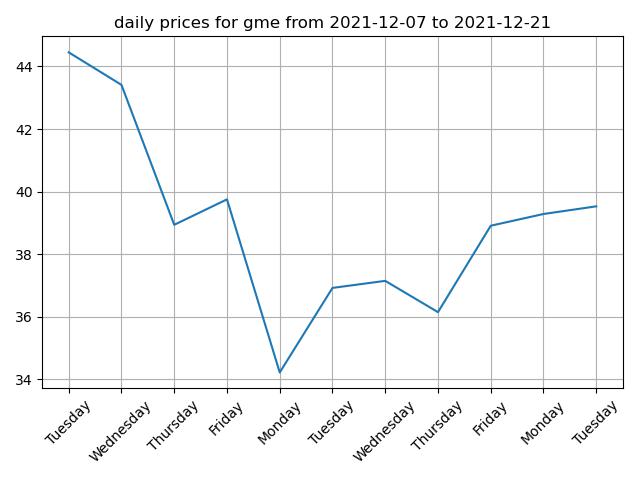 daily prices for gme from 2021-12-07 to 2021-12-21
44
42
40
38
36
34
Tuesday
Wednesday
Thursday
Friday
Monday
Tuesday
Wednesday
Thursday
Friday
Monday
Tuesday